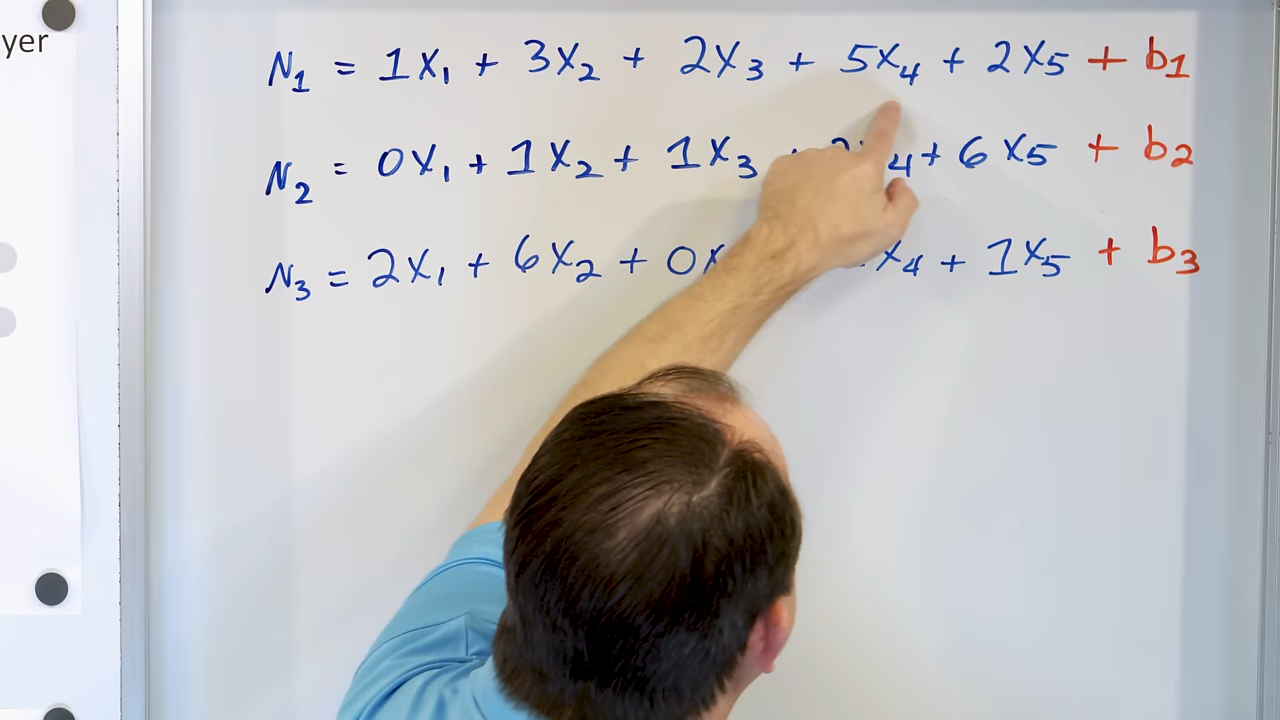 yer
N₁ = 1x₁ + 3x₂ + 2x₃ + 5x₄ + 2x₅ + b₁
N₂ = 0x₁ + 1x₂ + 1x₃ + 4 + 6x₅ + b₂
N₃ = 2x₁ + 6x₂ + 0x x₄ + 1x₅ + b₃